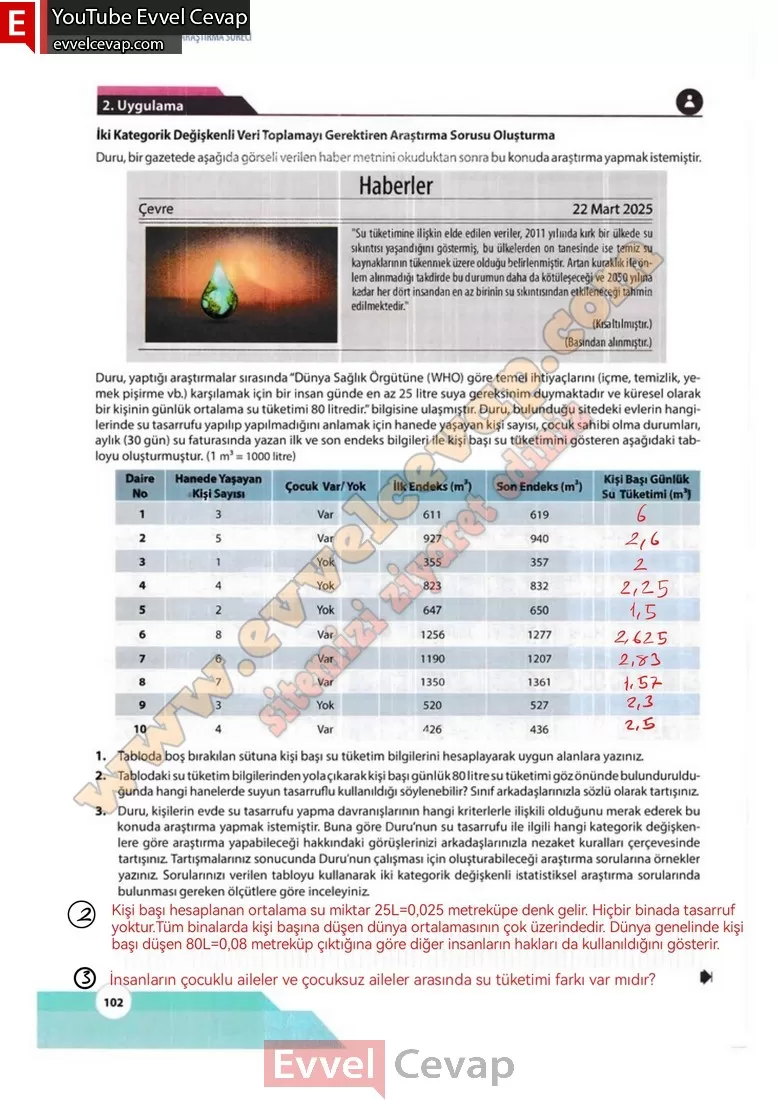 E YouTube Evvel Cevap
evvelcevap.com
ARAŞTIRMA SÜRECİ
2. Uygulama
İki Kategorik Değişkenli Veri Toplamayı Gerektiren Araştırma Sorusu Oluşturma
Duru, bir gazetede aşağıda görseli verilen haber metnini okuduktan sonra bu konuda araştırma yapmak istemiştir.
Haberler
Çevre 22 Mart 2025
"Su tüketimine ilişkin elde edilen veriler, 2011 yılında kırk bir ülkede su
sıkıntısı yaşandığını göstermiş, bu ülkelerden on tanesinde ise temiz su
kaynaklarının tükenmek üzere olduğu belirlenmiştir. Artan kuraklık ile ön-
lem alınmadığı takdirde bu durumun daha da kötüleşeceği ve 2050 yılına
kadar her dört insandan en az birinin su sıkıntısından etkileneceği tahmin
edilmektedir."
(Kısaltılmıştır.)
(Basından alınmıştır.)
Duru, yaptığı araştırmalar sırasında "Dünya Sağlık Örgütüne (WHO) göre temel ihtiyaçlarını (içme, temizlik, ye-
mek pişirme vb.) karşılamak için bir insan günde en az 25 litre suya gereksinim duymaktadır ve küresel olarak
bir kişinin günlük ortalama su tüketimi 80 litredir." bilgisine ulaşmıştır. Duru, bulunduğu sitedeki evlerin hangi-
lerinde su tasarrufu yapılıp yapılmadığını anlamak için hanede yaşayan kişi sayısı, çocuk sahibi olma durumları,
aylık (30 gün) su faturasında yazan ilk ve son endeks bilgileri ile kişi başı su tüketimini gösteren aşağıdaki tab-
loyu oluşturmuştur. (1 m³ = 1000 litre)
Daire No Hanede Yaşayan Kişi Sayısı Çocuk Var/ Yok İlk Endeks (m³) Son Endeks (m³) Kişi Başı Günlük Su Tüketimi (m³)
1 3 Var 611 619 6
2 5 Var 927 940 2,6
3 1 Yok 355 357 2
4 4 Yok 823 832 2,25
5 2 Yok 647 650 1,5
6 8 Var 1256 1277 2,625
7 6 Var 1190 1207 2,83
8 7 Var 1350 1361 1,57
9 3 Yok 520 527 2,3
10 4 Var 426 436 2,5
1. Tabloda boş bırakılan sütuna kişi başı su tüketim bilgilerini hesaplayarak uygun alanlara yazınız.
2. Tablodaki su tüketim bilgilerinden yola çıkarak kişi başı günlük 80 litre su tüketimi göz önünde bulunduruldu-
ğunda hangi hanelerde suyun tasarruflu kullanıldığı söylenebilir? Sınıf arkadaşlarınızla sözlü olarak tartışınız.
3. Duru, kişilerin evde su tasarrufu yapma davranışlarının hangi kriterlerle ilişkili olduğunu merak ederek bu
konuda araştırma yapmak istemiştir. Buna göre Duru'nun su tasarrufu ile ilgili hangi kategorik değişken-
lere göre araştırma yapabileceği hakkındaki görüşlerinizi arkadaşlarınızla nezaket kuralları çerçevesinde
tartışınız. Tartışmalarınız sonucunda Duru'nun çalışması için oluşturabileceği araştırma sorularına örnekler
yazınız. Sorularınızı verilen tabloyu kullanarak iki kategorik değişkenli istatistiksel araştırma sorularında
bulunması gereken ölçütlere göre inceleyiniz.
2 Kişi başı hesaplanan ortalama su miktar 25L=0,025 metreküpe denk gelir. Hiçbir binada tasarruf
yoktur.Tüm binalarda kişi başına düşen dünya ortalamasının çok üzerindedir. Dünya genelinde kişi
başı düşen 80L=0,08 metreküp çıktığına göre diğer insanların hakları da kullanıldığını gösterir.
3 İnsanların çocuklu aileler ve çocuksuz aileler arasında su tüketimi farkı var mıdır?
102
www.evvelcevap.com
sitemizi ziyaret ediniz
Evvel Cevap